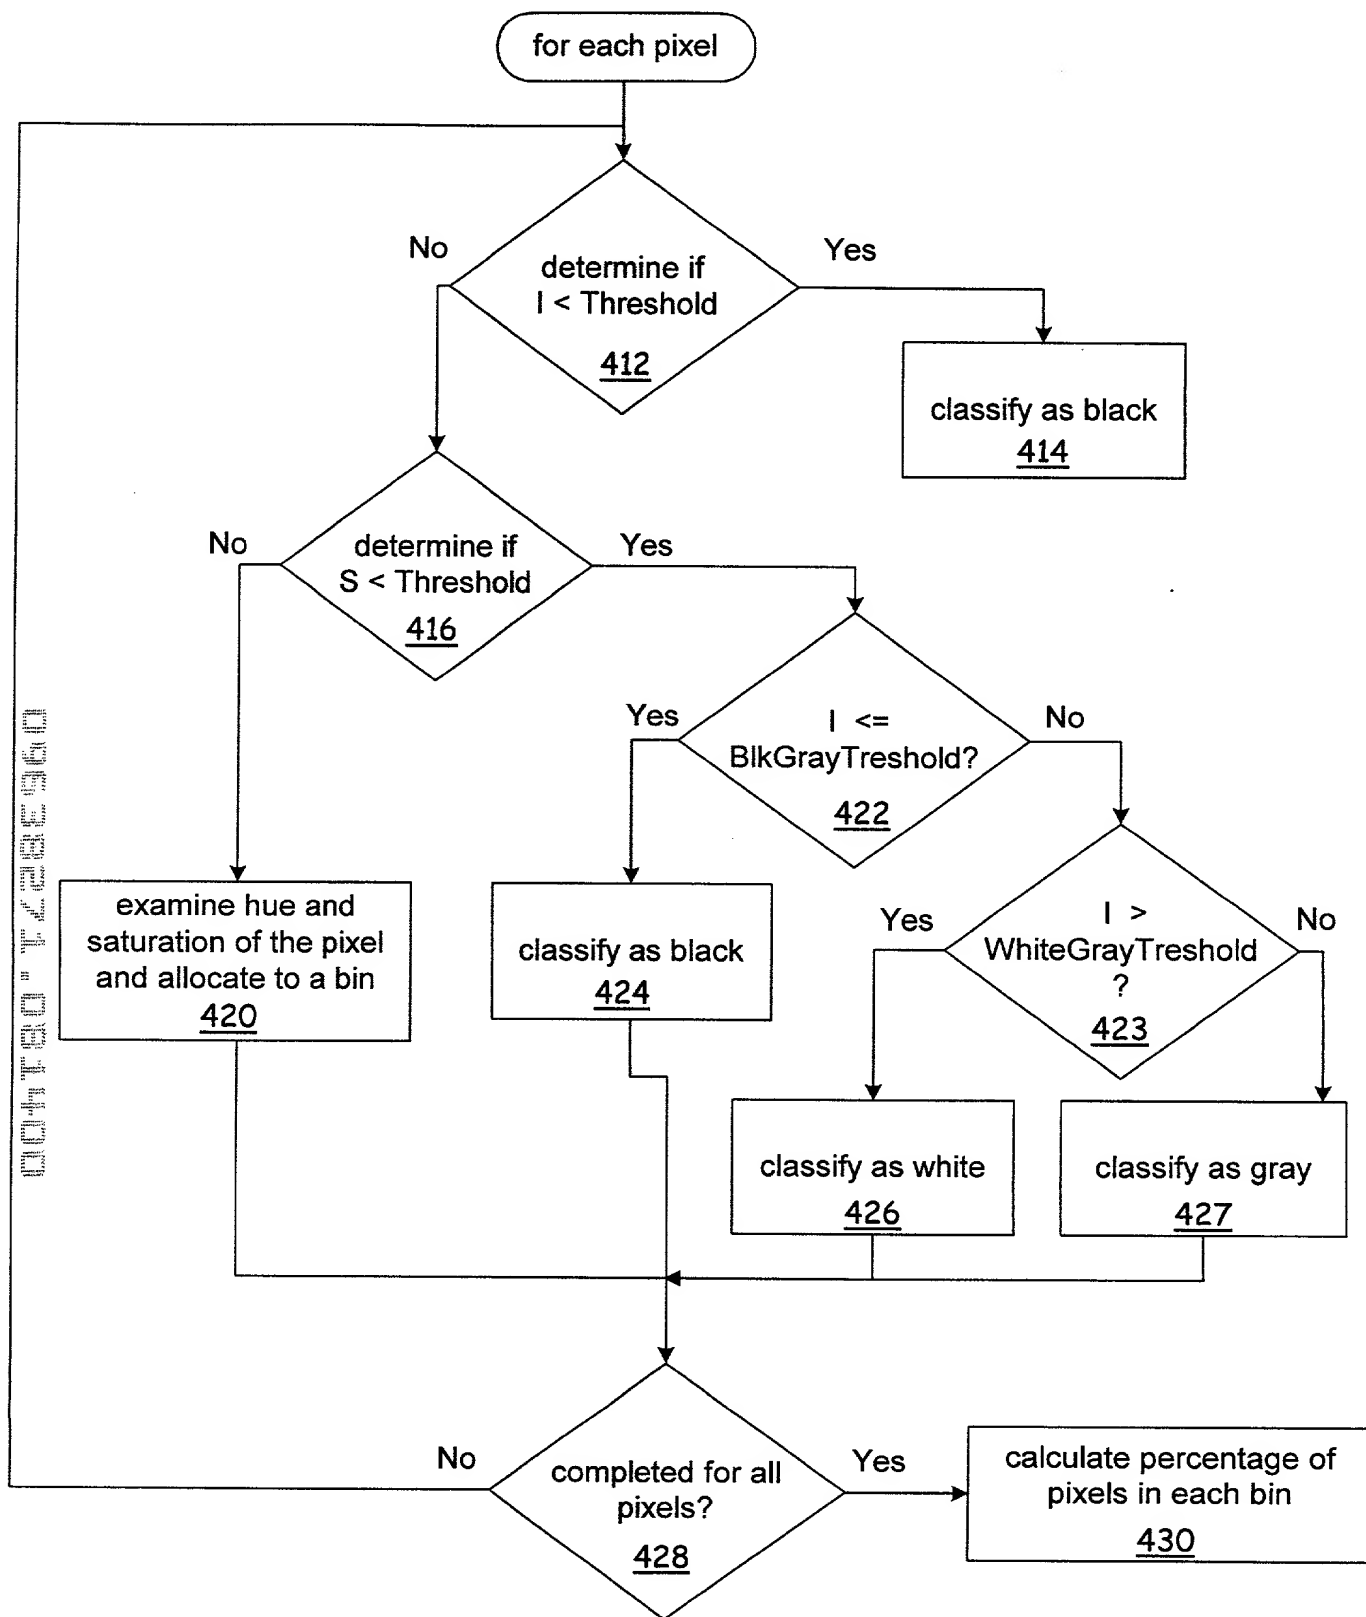 for each pixel
No
Yes
determine if
I < Threshold
412
classify as black
414
No
determine if
S < Threshold
416
Yes
Yes
I <=
BlkGrayTreshold?
422
No
examine hue and
saturation of the pixel
and allocate to a bin
420
classify as black
424
Yes
I >
WhiteGrayTreshold
?
423
No
classify as white
426
classify as gray
427
No
completed for all
pixels?
428
Yes
calculate percentage of
pixels in each bin
430